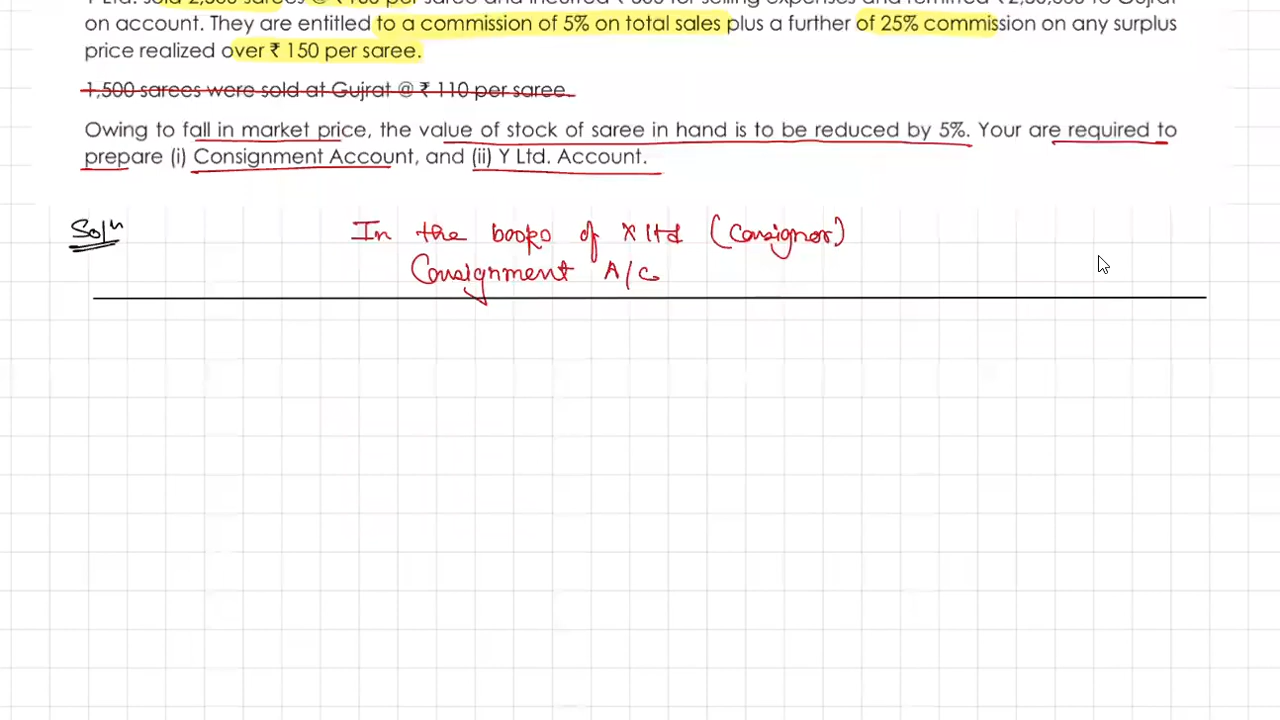 on account. They are entitled to a commission of 5% on total sales plus a further of 25% commission on any surplus
price realized over ₹ 150 per saree.
1,500 sarees were sold at Gujrat @ ₹ 110 per saree.
Owing to fall in market price, the value of stock of saree in hand is to be reduced by 5%. Your are required to
prepare (i) Consignment Account, and (ii) Y Ltd. Account.
Soln
In the books of X ltd (Consignor)
Consignment A/C